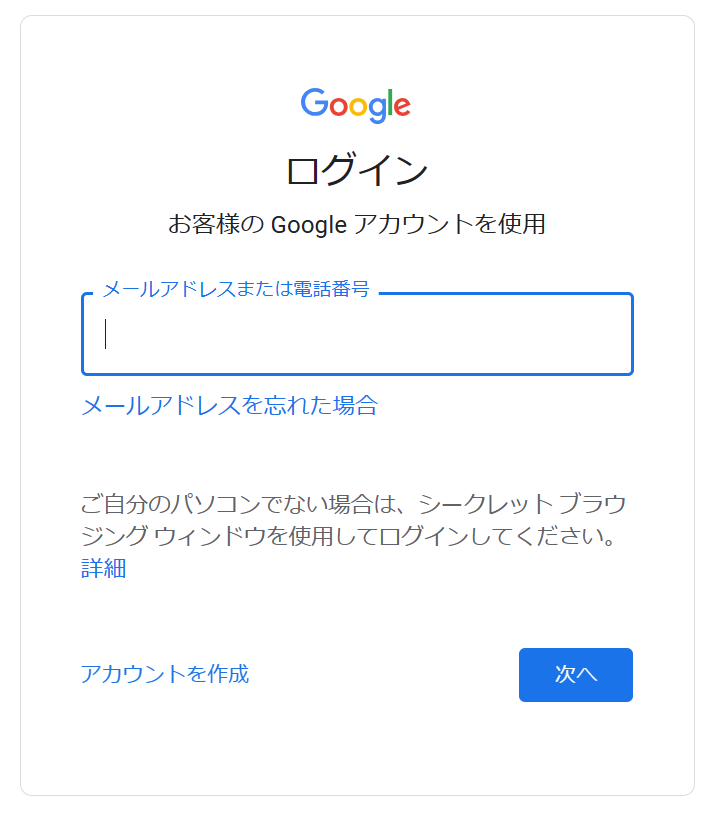 Google
ログイン
お客様の Google アカウントを使用
メールアドレスまたは電話番号
メールアドレスを忘れた場合
ご自分のパソコンでない場合は、シークレット ブラウ
ジング ウィンドウを使用してログインしてください。
詳細
アカウントを作成
次へ